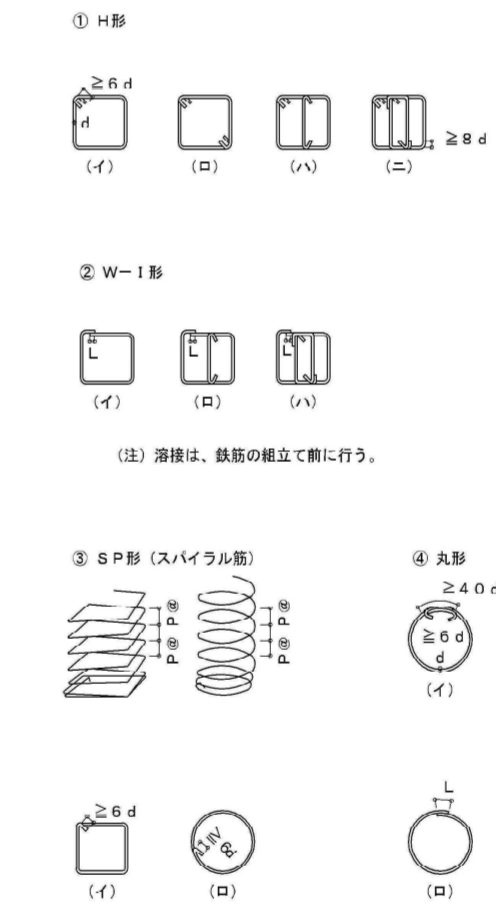 ① H形
≧6d
d
≧8d
(イ) (ロ) (ハ) (ニ)
② W－I形
L L L
(イ) (ロ) (ハ)
(注) 溶接は、鉄筋の組立て前に行う。
③ SP形 (スパイラル筋) ④ 丸形
≧40d
P@ P@
P@ P@
≧6d
d
(イ)
L
≧6d
≧6d
(イ) (ロ) (ロ)